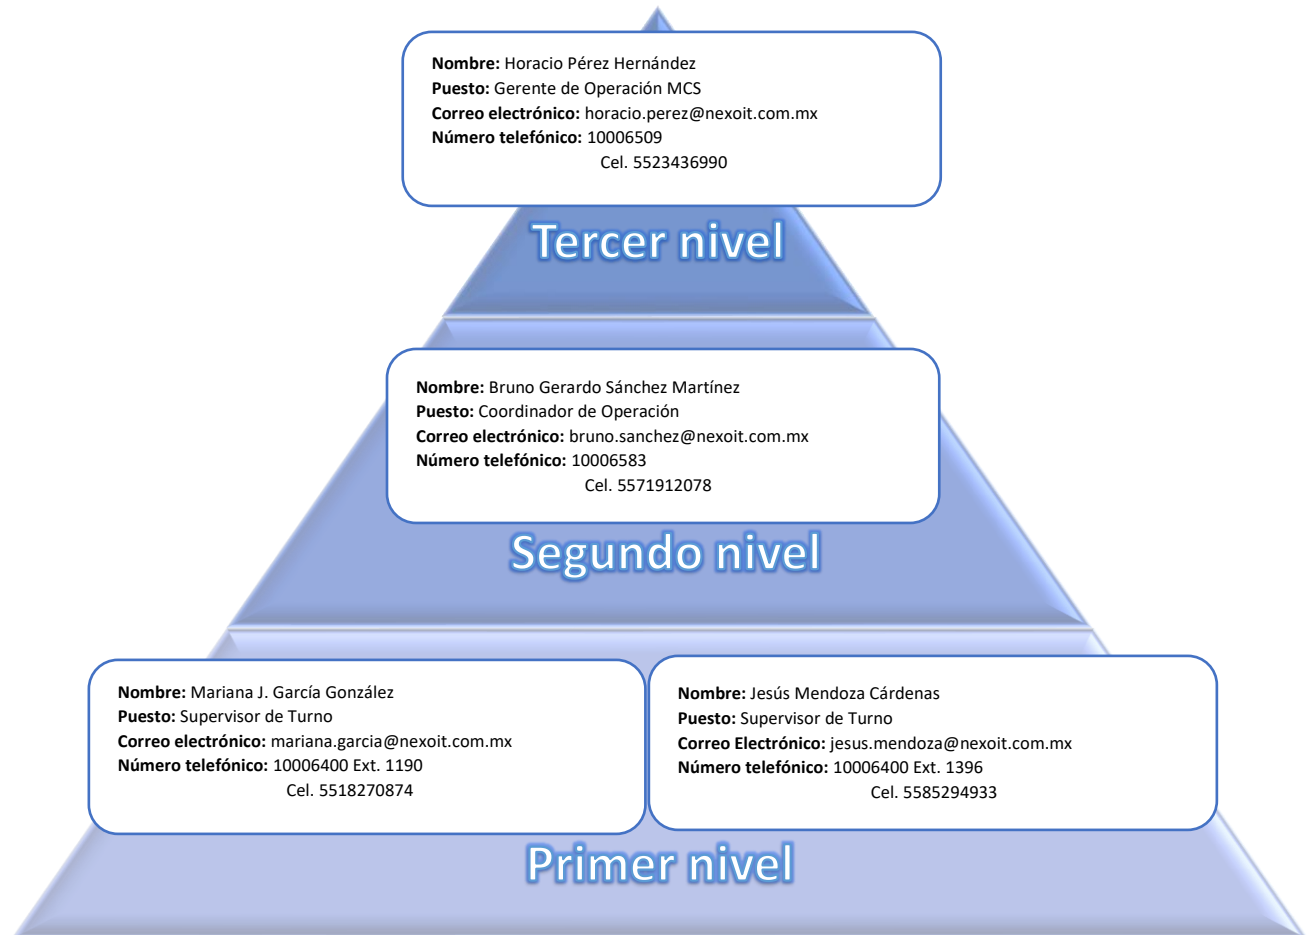 Nombre: Horacio Pérez Hernández
Puesto: Gerente de Operación MCS
Correo electrónico: horacio.perez@nexoit.com.mx
Número telefónico: 10006509
Cel. 5523436990
Tercer nivel
Nombre: Bruno Gerardo Sánchez Martínez
Puesto: Coordinador de Operación
Correo electrónico: bruno.sanchez@nexoit.com.mx
Número telefónico: 10006583
Cel. 5571912078
Segundo nivel
Nombre: Mariana J. García González
Puesto: Supervisor de Turno
Correo electrónico: mariana.garcia@nexoit.com.mx
Número telefónico: 10006400 Ext. 1190
Cel. 5518270874
Nombre: Jesús Mendoza Cárdenas
Puesto: Supervisor de Turno
Correo Electrónico: jesus.mendoza@nexoit.com.mx
Número telefónico: 10006400 Ext. 1396
Cel. 5585294933
Primer nivel